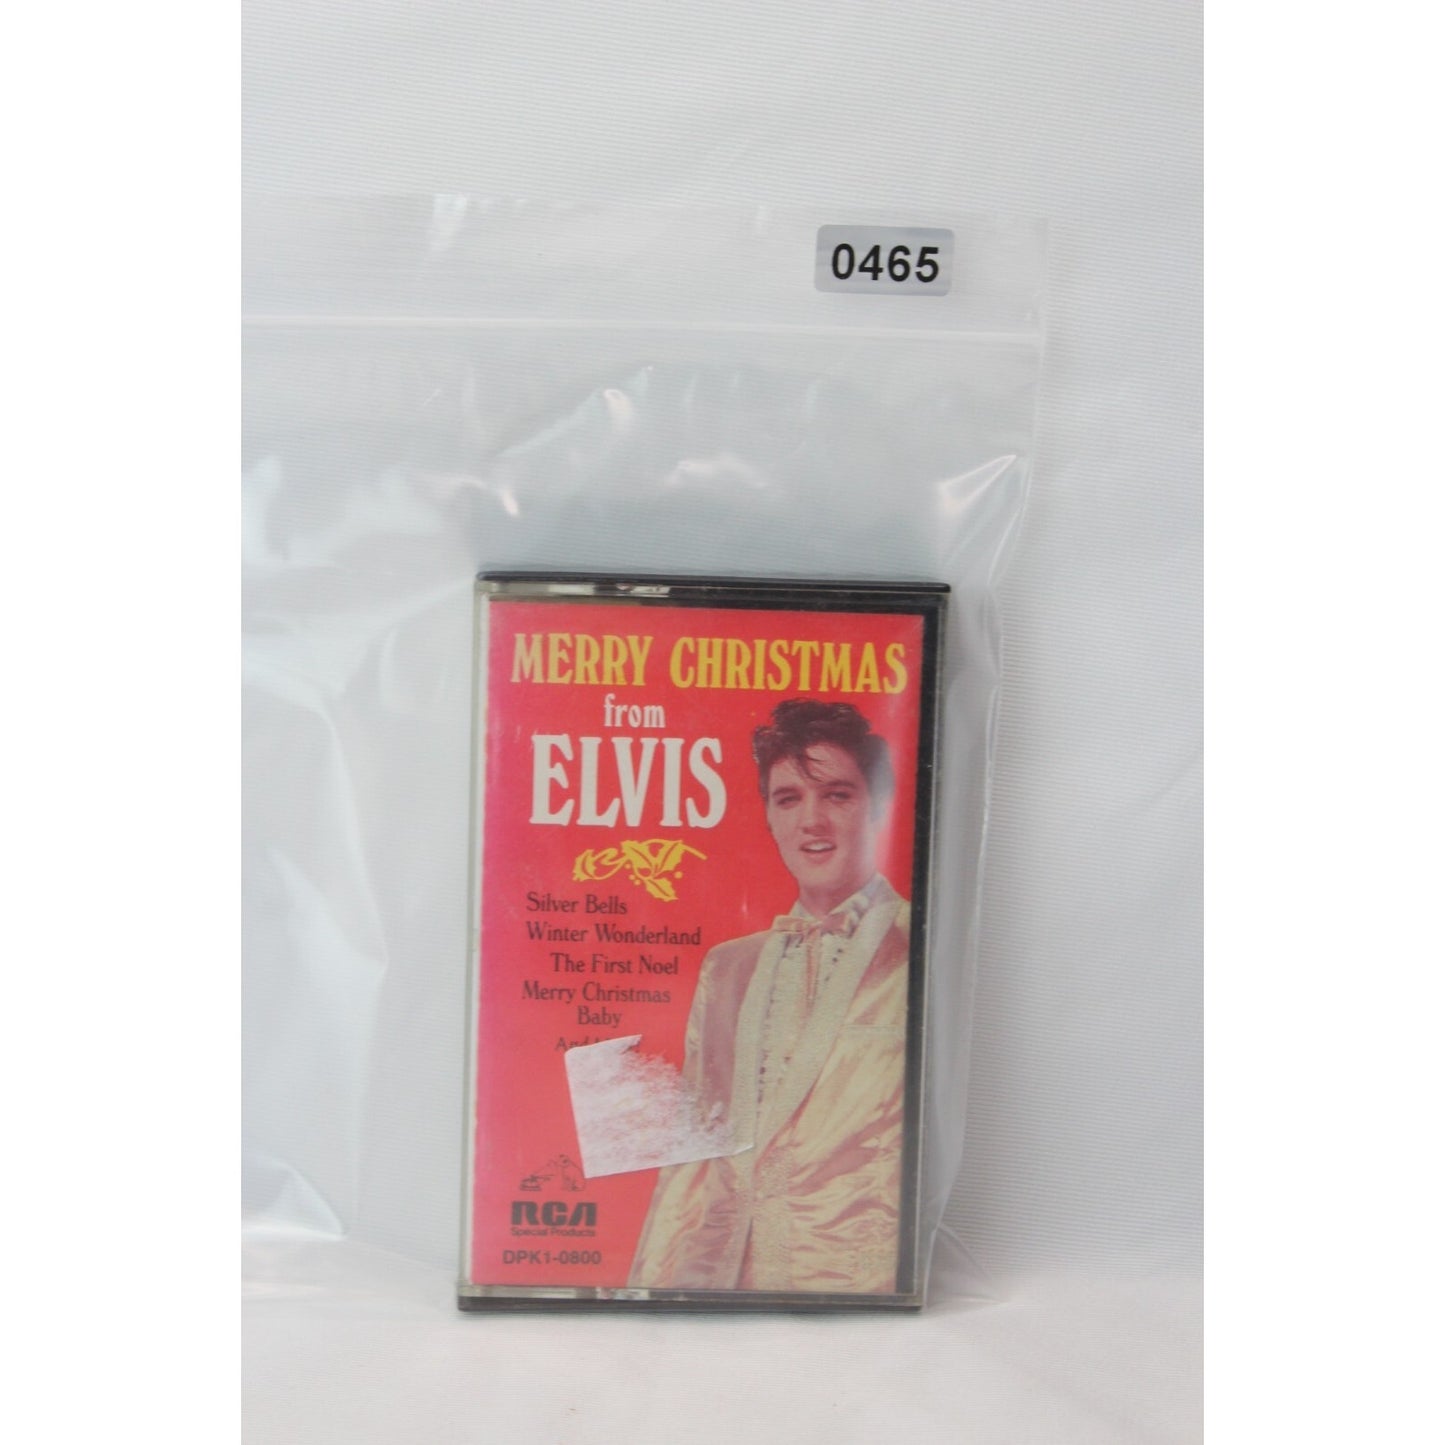 0465
MERRY CHRISTMAS
from
ELVIS
Silver Bells
Winter Wonderland
The First Noel
Merry Christmas
Baby
RCA
Special Products
DPK1-0800